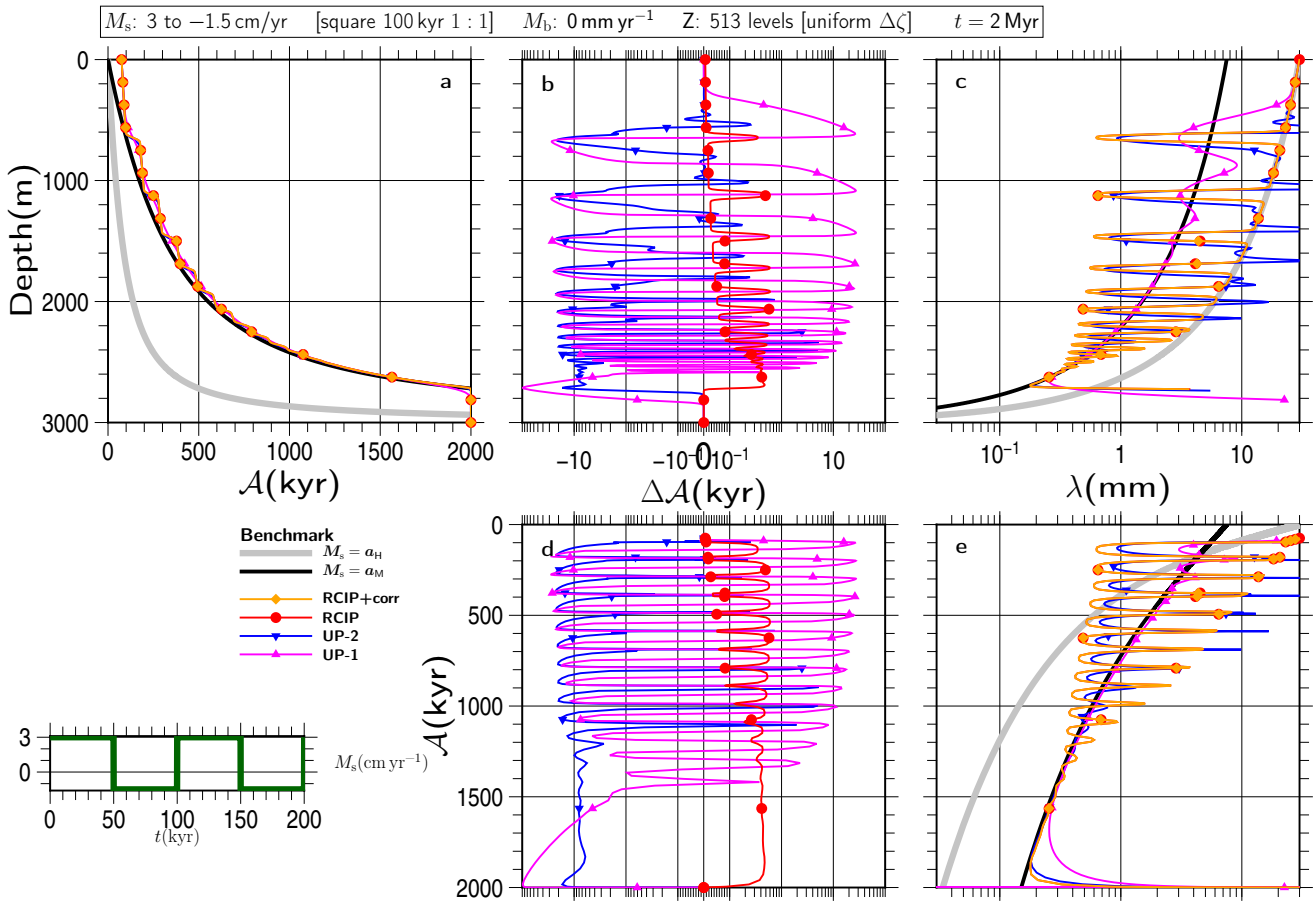 Mₛ: 3 to −1.5 cm/yr [square 100 kyr 1 : 1] M_b: 0 mm yr⁻¹ Z: 513 levels [uniform Δζ] t = 2 Myr
a
b
c
0
1000
2000
3000
Depth(m)
0 500 1000 1500 2000
𝒜(kyr)
−10 −10⁻¹ 0 10⁻¹ 10
Δ𝒜(kyr)
10⁻¹ 1 10
λ(mm)
Benchmark
Mₛ = a_H
Mₛ = a_M
RCIP+corr
RCIP
UP-2
UP-1
d
e
0
500
1000
1500
2000
𝒜(kyr)
3
0
Mₛ(cm yr⁻¹)
0 50 100 150 200
t(kyr)